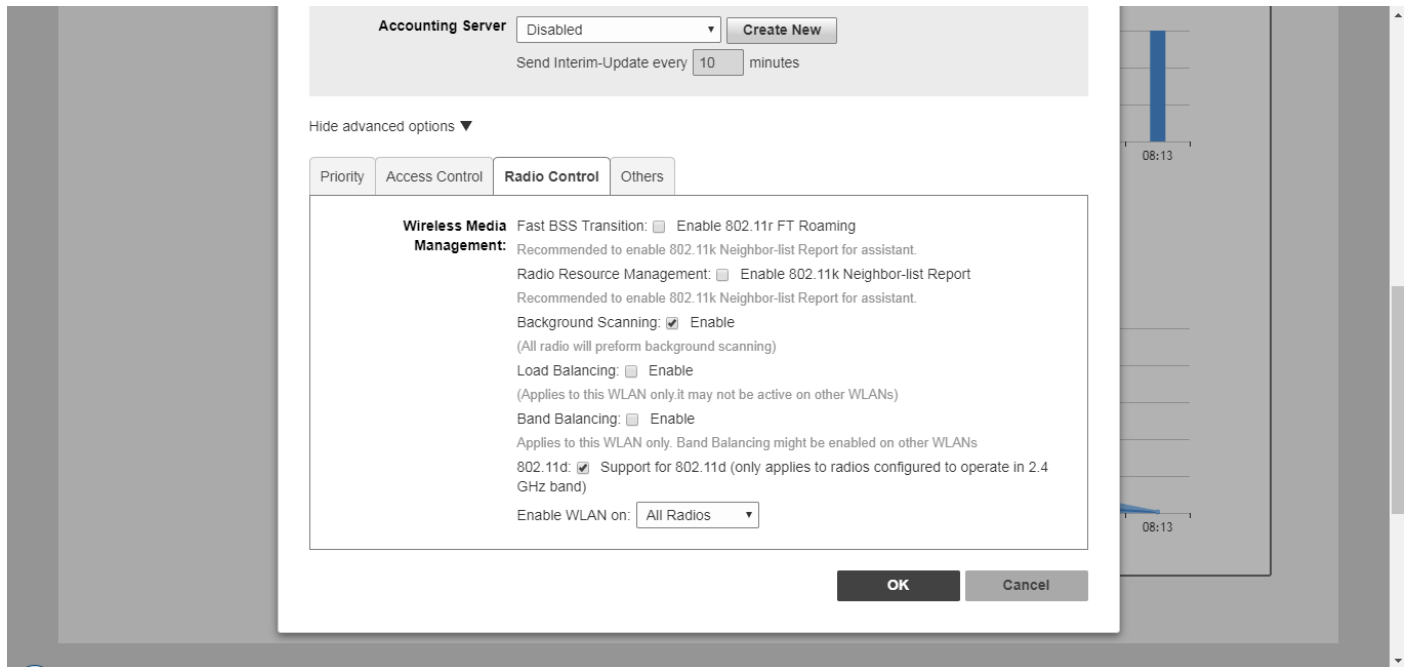 Accounting Server Disabled Create New
Send Interim-Update every 10 minutes
Hide advanced options ▼
08:13
Priority Access Control Radio Control Others
Wireless Media Management: Fast BSS Transition: Enable 802.11r FT Roaming
Recommended to enable 802.11k Neighbor-list Report for assistant.
Radio Resource Management: Enable 802.11k Neighbor-list Report
Recommended to enable 802.11k Neighbor-list Report for assistant.
Background Scanning: Enable
(All radio will preform background scanning)
Load Balancing: Enable
(Applies to this WLAN only.it may not be active on other WLANs)
Band Balancing: Enable
Applies to this WLAN only. Band Balancing might be enabled on other WLANs
802.11d: Support for 802.11d (only applies to radios configured to operate in 2.4
GHz band)
Enable WLAN on: All Radios
08:13
OK Cancel